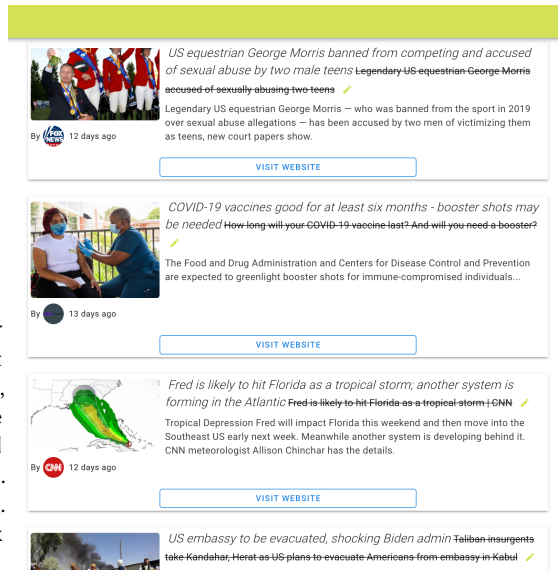 US equestrian George Morris banned from competing and accused
of sexual abuse by two male teens Legendary US equestrian George Morris
accused of sexually abusing two teens
Legendary US equestrian George Morris — who was banned from the sport in 2019
over sexual abuse allegations — has been accused by two men of victimizing them
as teens, new court papers show.
By FOX NEWS 12 days ago
VISIT WEBSITE
COVID-19 vaccines good for at least six months - booster shots may
be needed How long will your COVID-19 vaccine last? And will you need a booster?
The Food and Drug Administration and Centers for Disease Control and Prevention
are expected to greenlight booster shots for immune-compromised individuals...
By 13 days ago
VISIT WEBSITE
Fred is likely to hit Florida as a tropical storm; another system is
forming in the Atlantic Fred is likely to hit Florida as a tropical storm | CNN
Tropical Depression Fred will impact Florida this weekend and then move into the
Southeast US early next week. Meanwhile another system is developing behind it.
CNN meteorologist Allison Chinchar has the details.
By CNN 12 days ago
VISIT WEBSITE
US embassy to be evacuated, shocking Biden admin Taliban insurgents
take Kandahar, Herat as US plans to evacuate Americans from embassy in Kabul